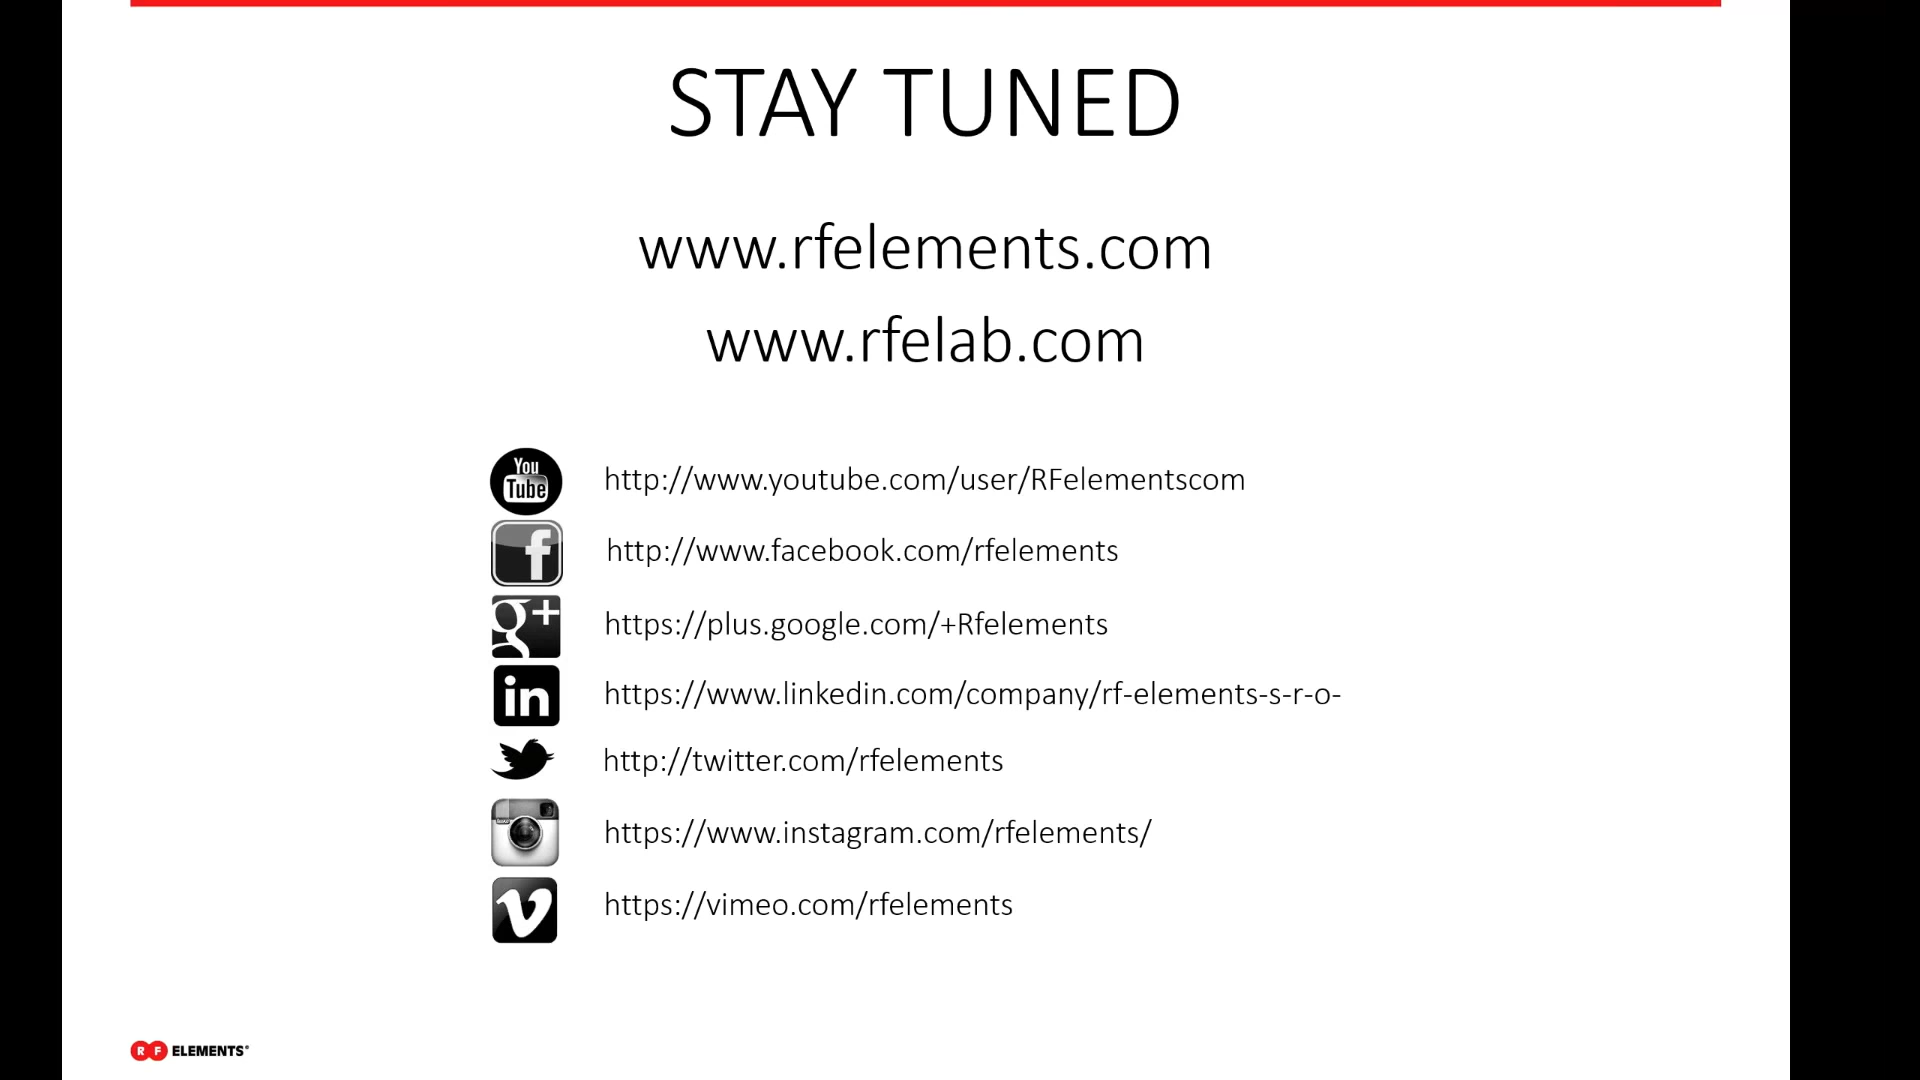 STAY TUNED
www.rfelements.com
www.rfelab.com
You
Tube
http://www.youtube.com/user/RFelementscom
f
http://www.facebook.com/rfelements
g+
https://plus.google.com/+Rfelements
in
https://www.linkedin.com/company/rf-elements-s-r-o-
http://twitter.com/rfelements
https://www.instagram.com/rfelements/
v
https://vimeo.com/rfelements
RF ELEMENTS®